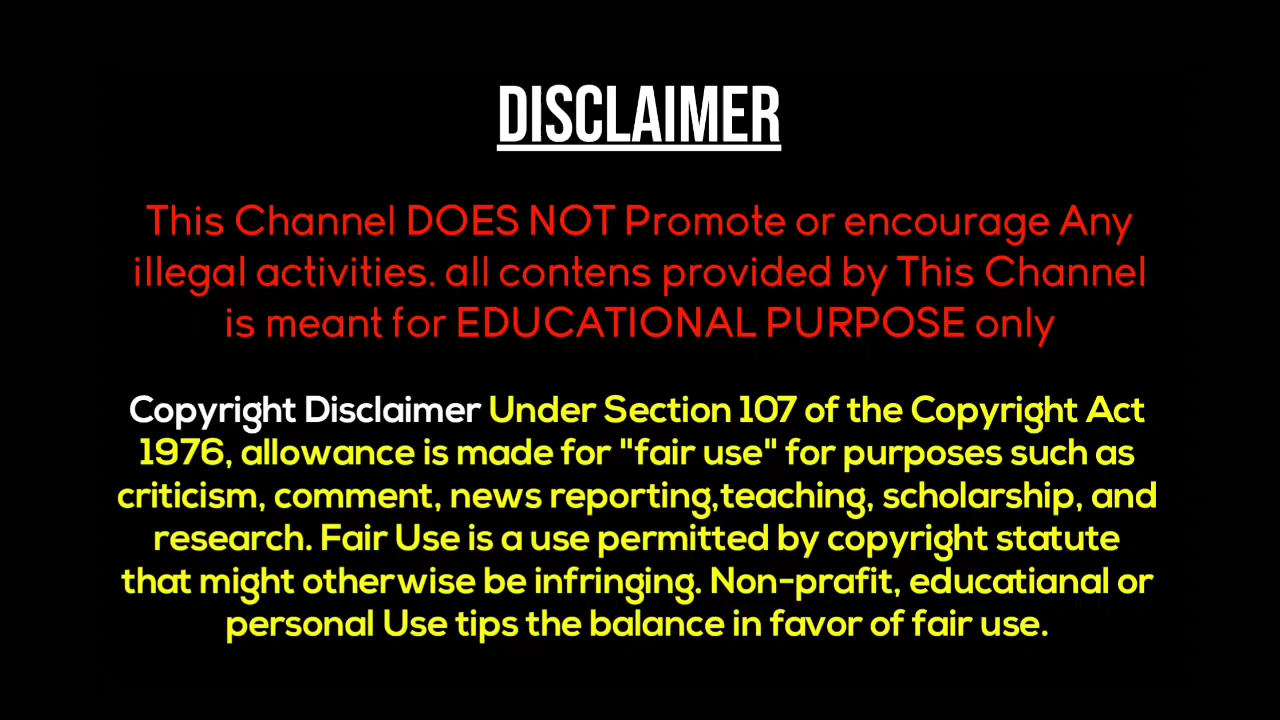 DISCLAIMER
This Channel DOES NOT Promote or encourage Any
illegal activities. all contens provided by This Channel
is meant for EDUCATIONAL PURPOSE only
Copyright Disclaimer Under Section 107 of the Copyright Act
1976, allowance is made for "fair use" for purposes such as
criticism, comment, news reporting,teaching, scholarship, and
research. Fair Use is a use permitted by copyright statute
that might otherwise be infringing. Non-prafit, educatianal or
personal Use tips the balance in favor of fair use.